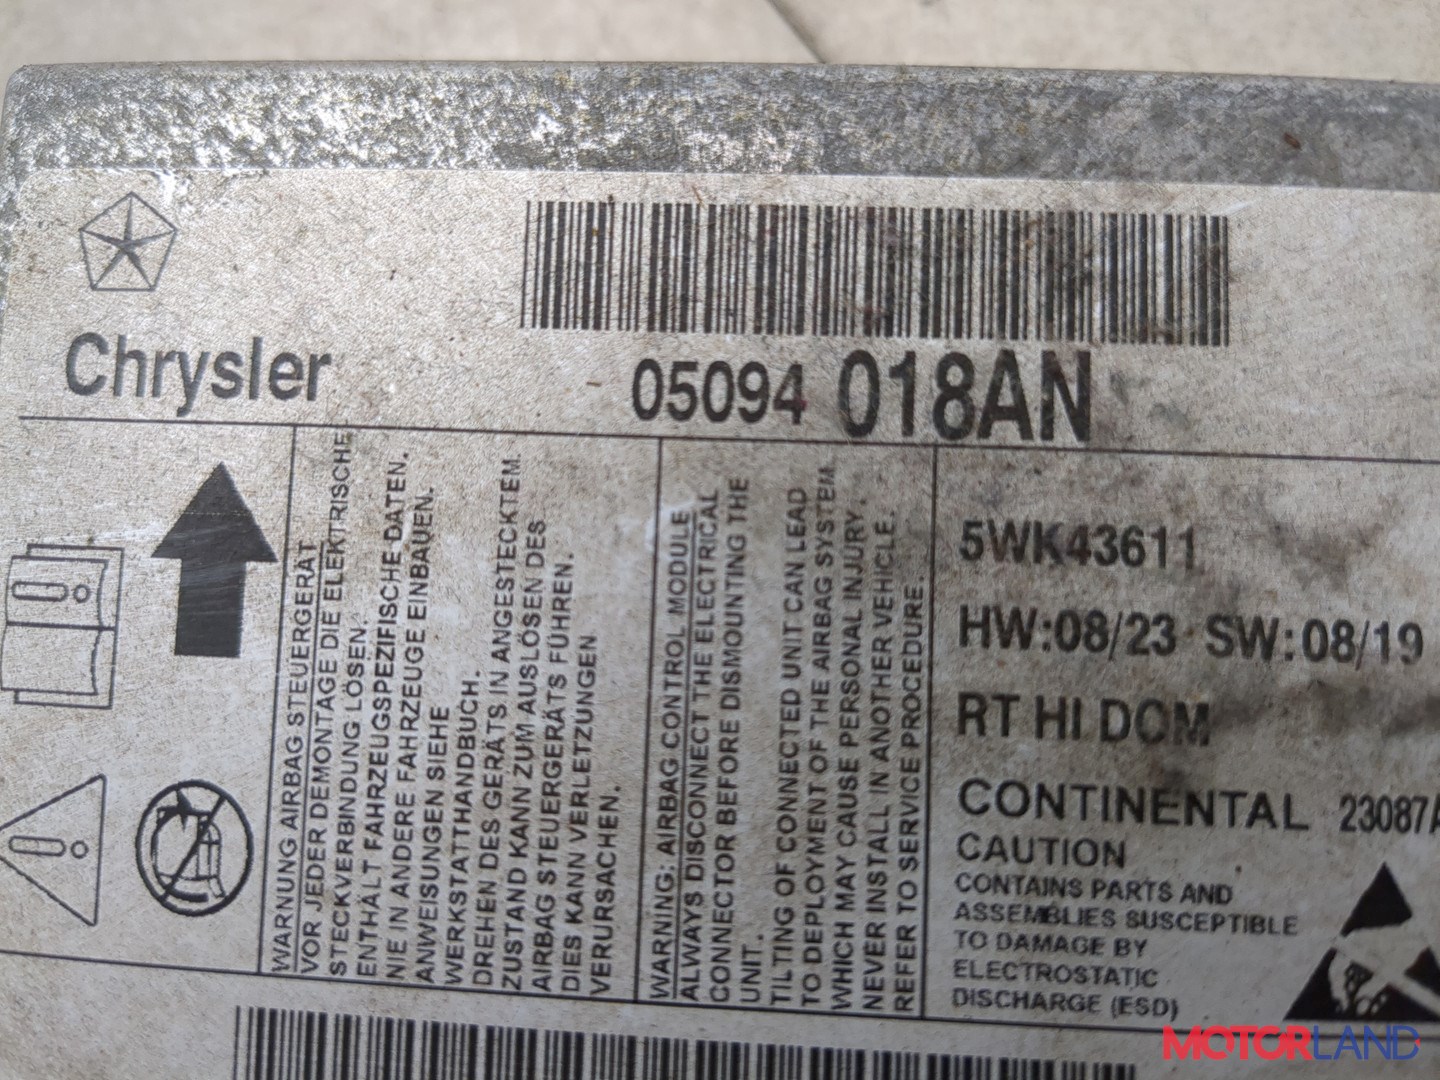 Chrysler
05094 018AN
WARNUNG AIRBAG STEUERGERÄT
VOR JEDER DEMONTAGE DIE ELEKTRISCHE
STECKVERBINDUNG LÖSEN.
ENTHÄLT FAHRZEUGSPEZIFISCHE DATEN.
NIE IN ANDERE FAHRZEUGE EINBAUEN.
ANWEISUNGEN SIEHE
WERKSTATTHANDBUCH.
DREHEN DES GERÄTS IN ANGESTECKTEM
ZUSTAND KANN ZUM AUSLÖSEN DES
AIRBAG STEUERGERÄTS FÜHREN.
DIES KANN VERLETZUNGEN
VERURSACHEN.
WARNING: AIRBAG CONTROL MODULE
ALWAYS DISCONNECT THE ELECTRICAL
CONNECTOR BEFORE DISMOUNTING THE
UNIT.
TILTING OF CONNECTED UNIT CAN LEAD
TO DEPLOYMENT OF THE AIRBAG SYSTEM
WHICH MAY CAUSE PERSONAL INJURY.
NEVER INSTALL IN ANOTHER VEHICLE.
REFER TO SERVICE PROCEDURE.
5WK43611
HW:08/23 SW:08/19
RT HI DOM
CONTINENTAL 23087A
CAUTION
CONTAINS PARTS AND
ASSEMBLIES SUSCEPTIBLE
TO DAMAGE BY
ELECTROSTATIC
DISCHARGE (ESD)
MOTORLAND